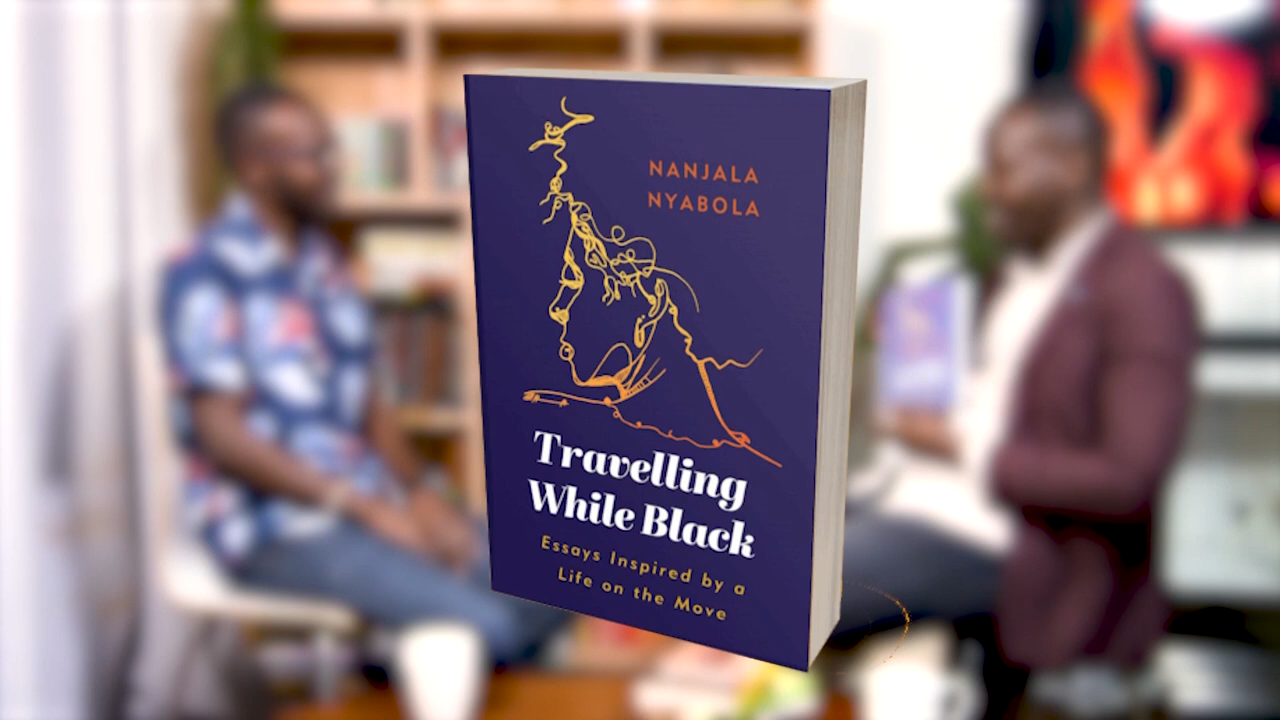 NANJALA
NYABOLA
Travelling
While Black
Essays Inspired by a
Life on the Move